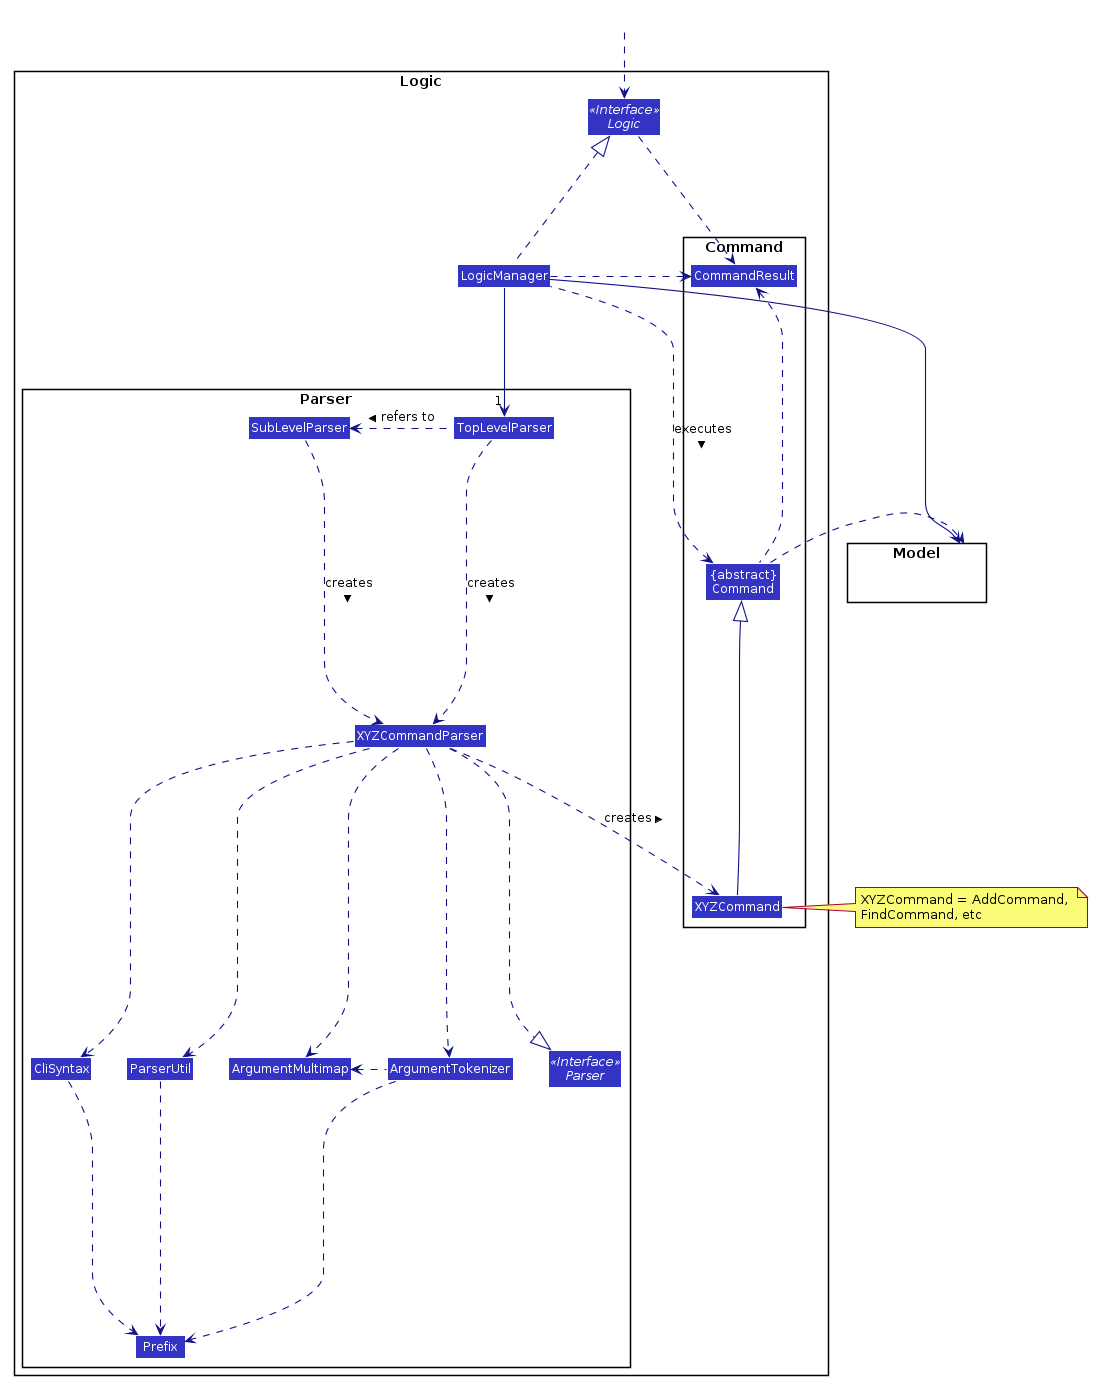 Logic
«Interface»
Logic
Command
LogicManager
CommandResult
Parser
1
◄ refers to
SubLevelParser
TopLevelParser
executes
▼
Model
{abstract}
Command
creates
▼
creates
▼
XYZCommandParser
creates ►
XYZCommand
XYZCommand = AddCommand,
FindCommand, etc
CliSyntax
ParserUtil
ArgumentMultimap
ArgumentTokenizer
«Interface»
Parser
Prefix